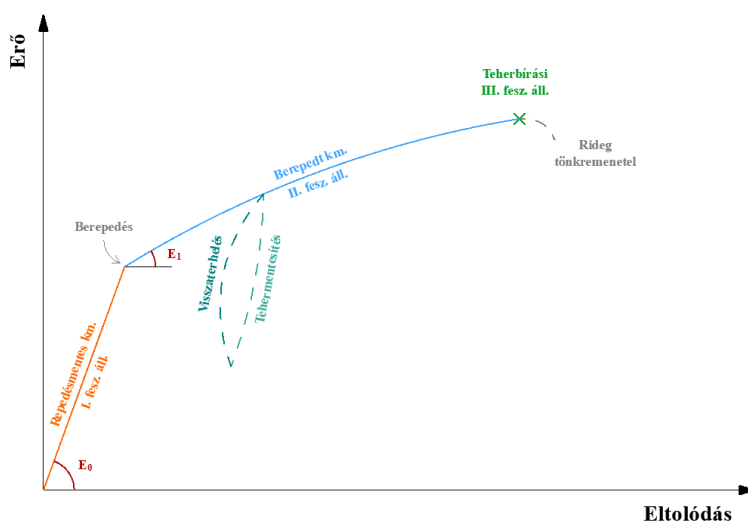 Erő
Teherbírási
III. fesz. áll.
Rideg
tönkremenetel
Berepedt km.
II. fesz. áll.
Berepedés
E1
Visszaterhelés
Tehermentesítés
Repedésmentes km.
I. fesz. áll.
E0
Eltolódás